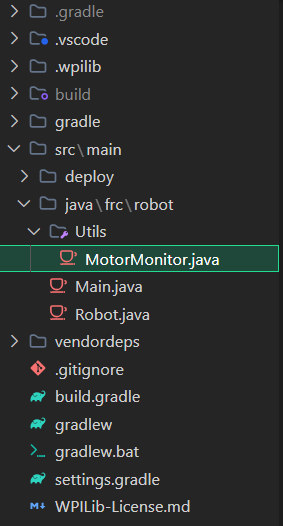 .gradle
.vscode
.wpilib
build
gradle
src\main
deploy
java\frc\robot
Utils
MotorMonitor.java
Main.java
Robot.java
vendordeps
.gitignore
build.gradle
gradlew
gradlew.bat
settings.gradle
WPILib-License.md